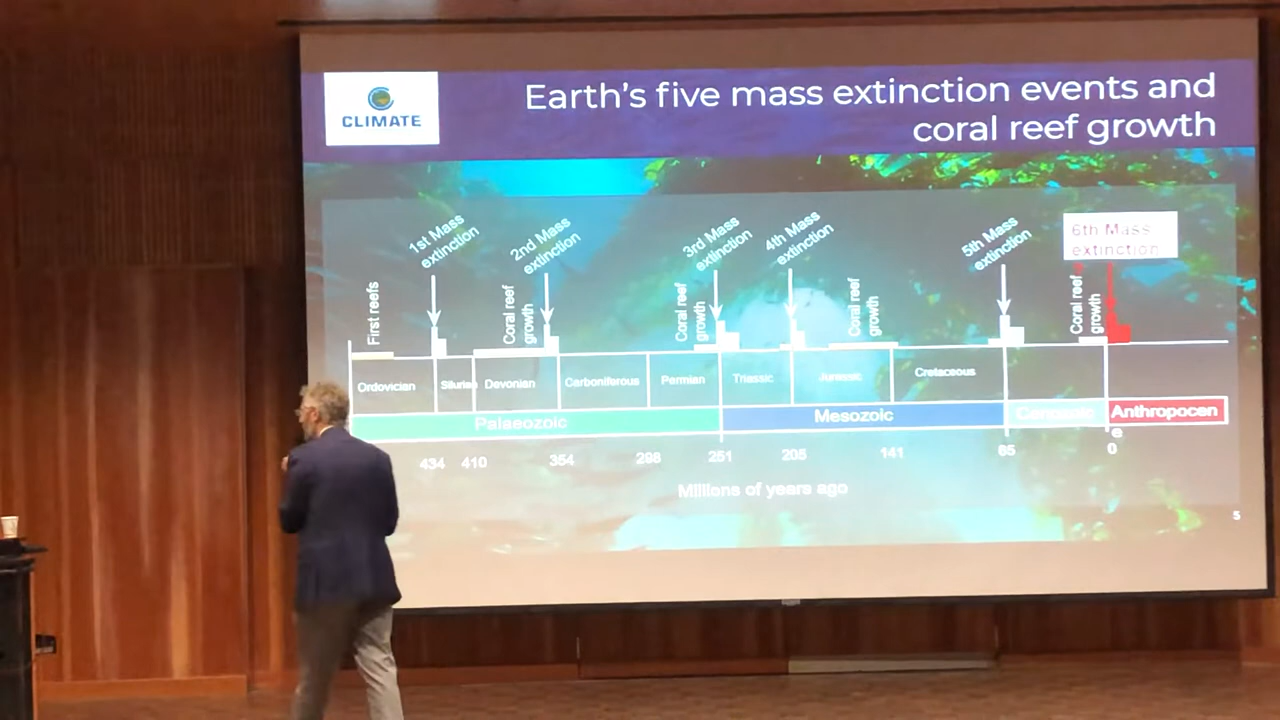 CLIMATE
Earth's five mass extinction events and
coral reef growth
1st Mass
extinction
2nd Mass
extinction
3rd Mass
extinction
4th Mass
extinction
5th Mass
extinction
6th Mass
extinction
First reefs
Coral reef
growth
Coral reef
growth
Coral reef
growth
Coral reef
growth
Ordovician
Silurian
Devonian
Carboniferous
Permian
Triassic
Jurassic
Cretaceous
Palaeozoic
Mesozoic
Cenozoic
Anthropocen
e
434
410
354
298
251
205
141
65
0
Millions of years ago
5